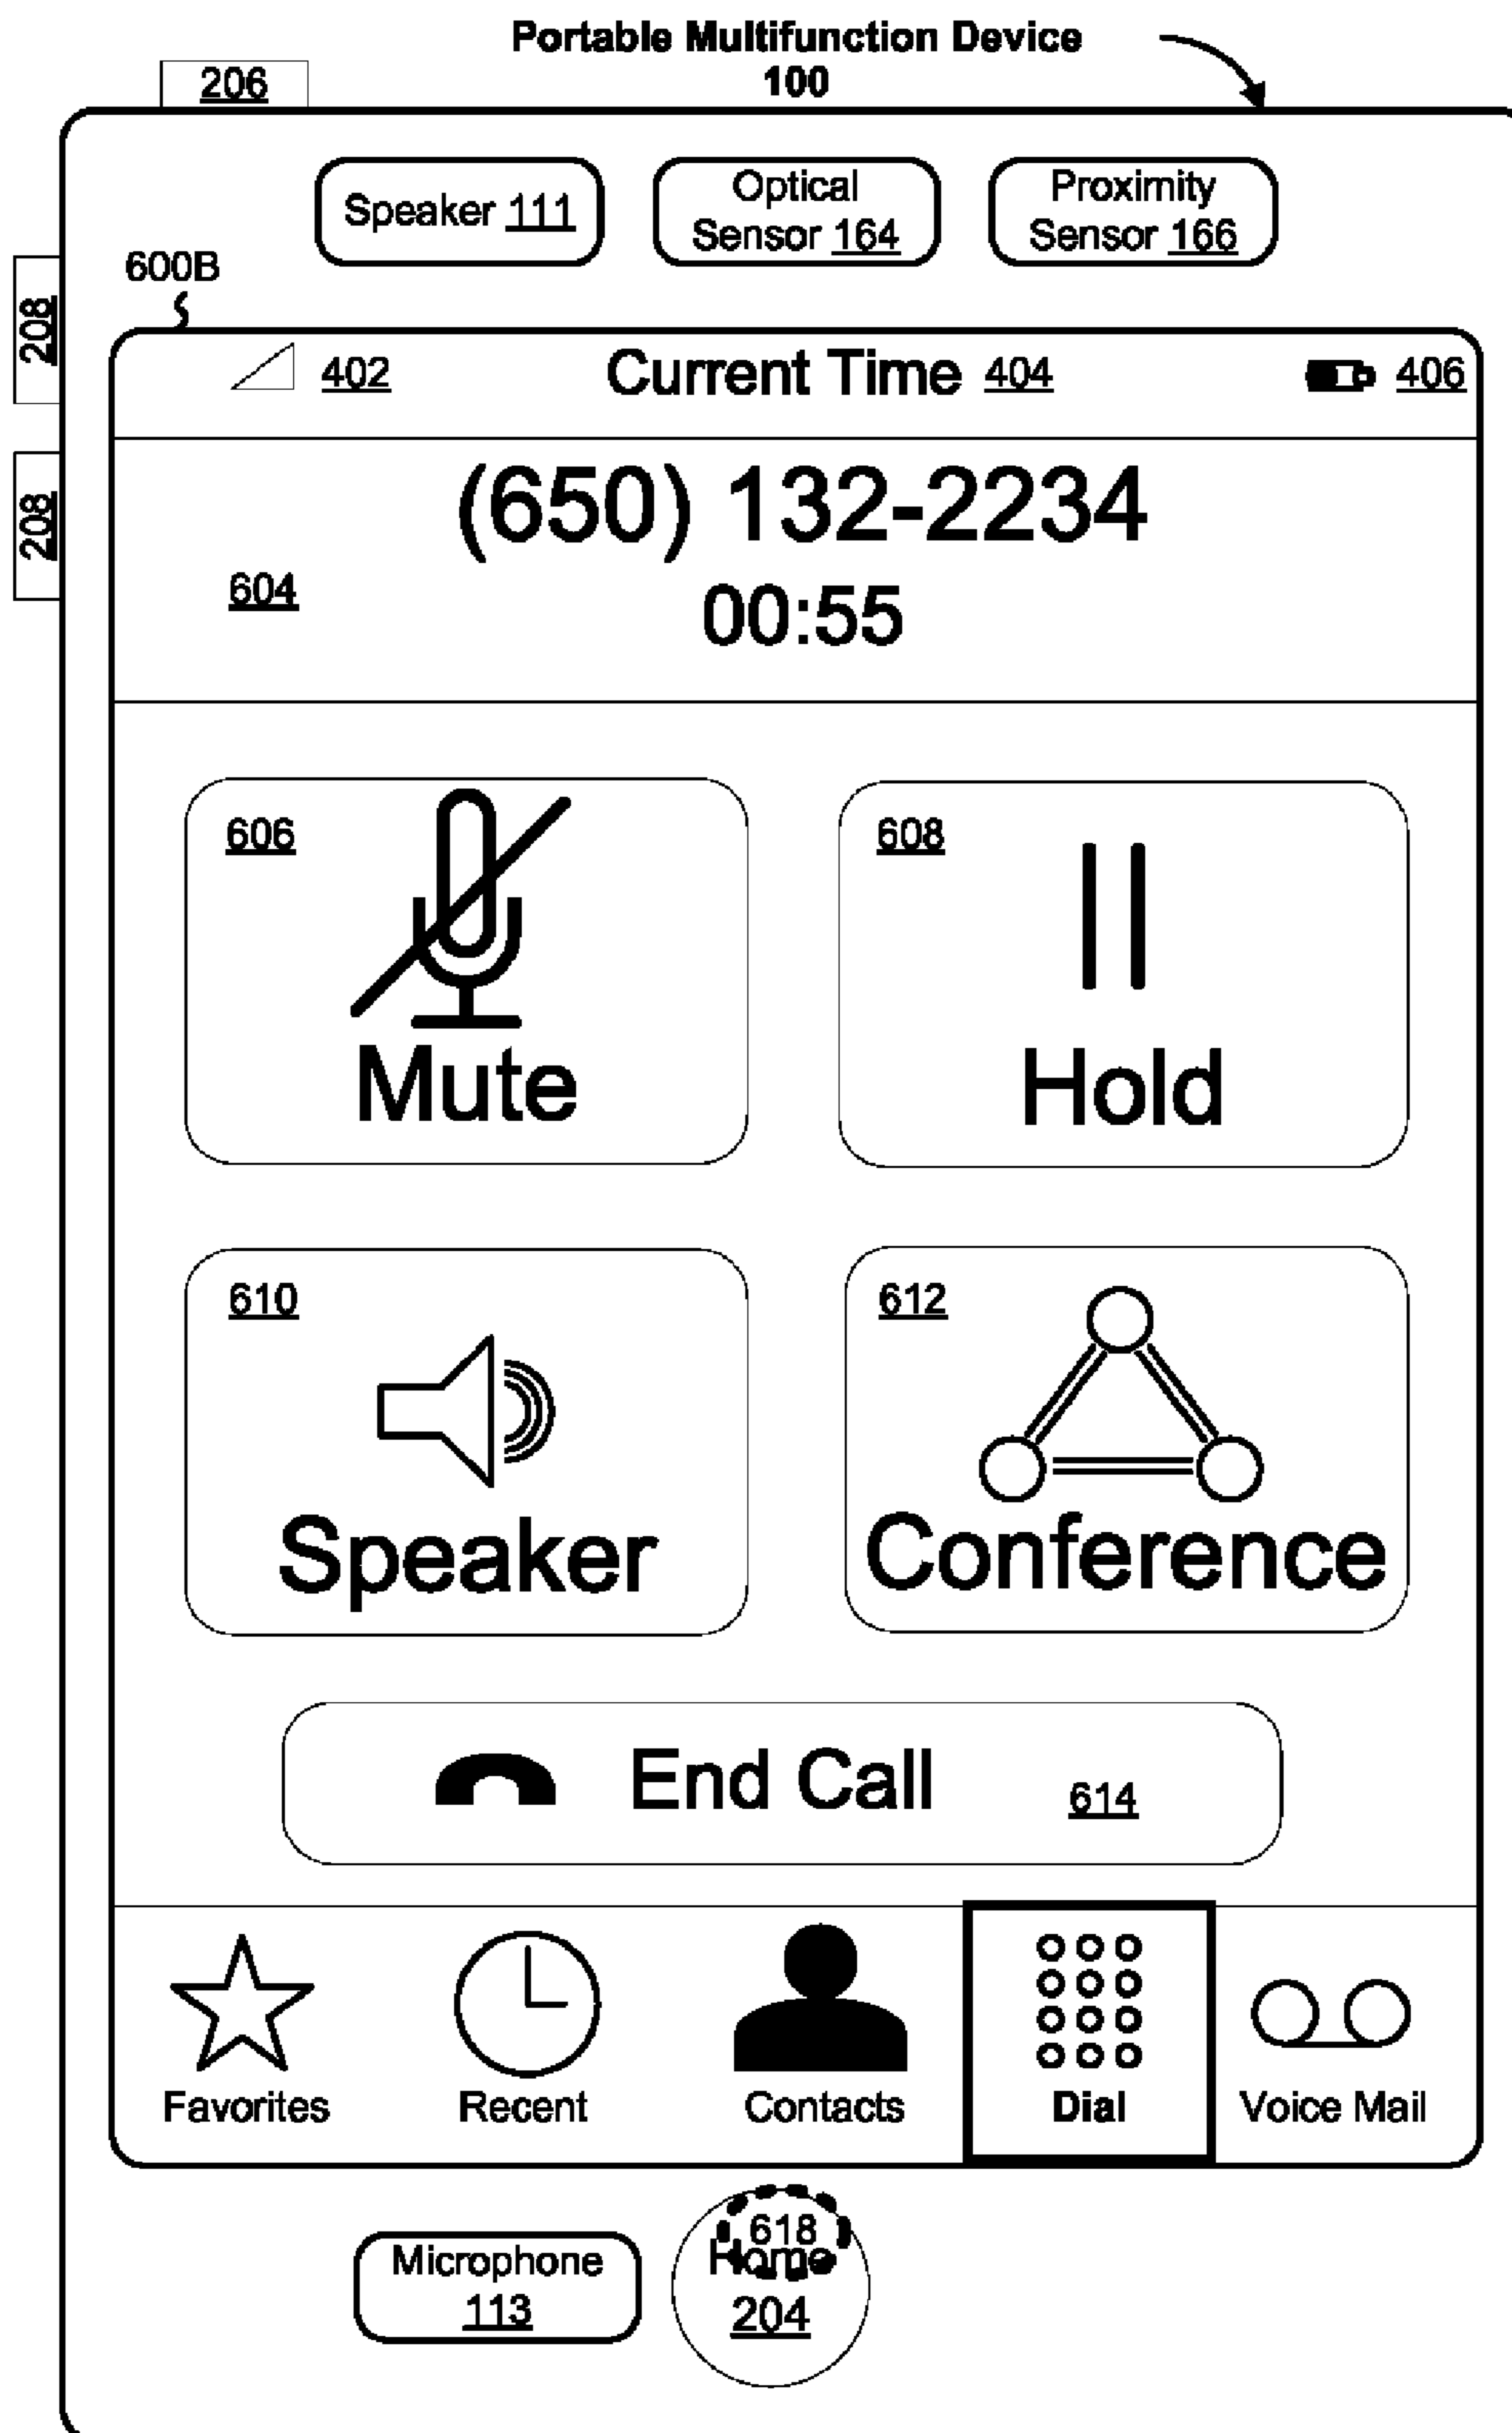 Portable Multifunction Device
100
206
Speaker 111
Optical
Sensor 164
Proximity
Sensor 166
600B
208
208
402
Current Time 404
406
(650) 132-2234
00:55
604
606
Mute
608
Hold
610
Speaker
612
Conference
End Call
614
Favorites
Recent
Contacts
Dial
Voice Mail
Microphone
113
618
Home
204